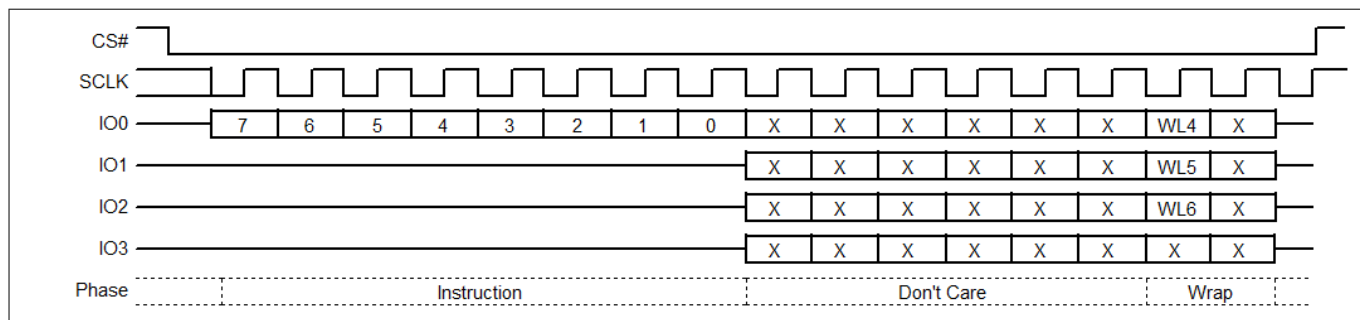 CS#
SCLK
IO0 7 6 5 4 3 2 1 0 X X X X X X WL4 X
IO1 X X X X X X WL5 X
IO2 X X X X X X WL6 X
IO3 X X X X X X X X
Phase Instruction Don't Care Wrap